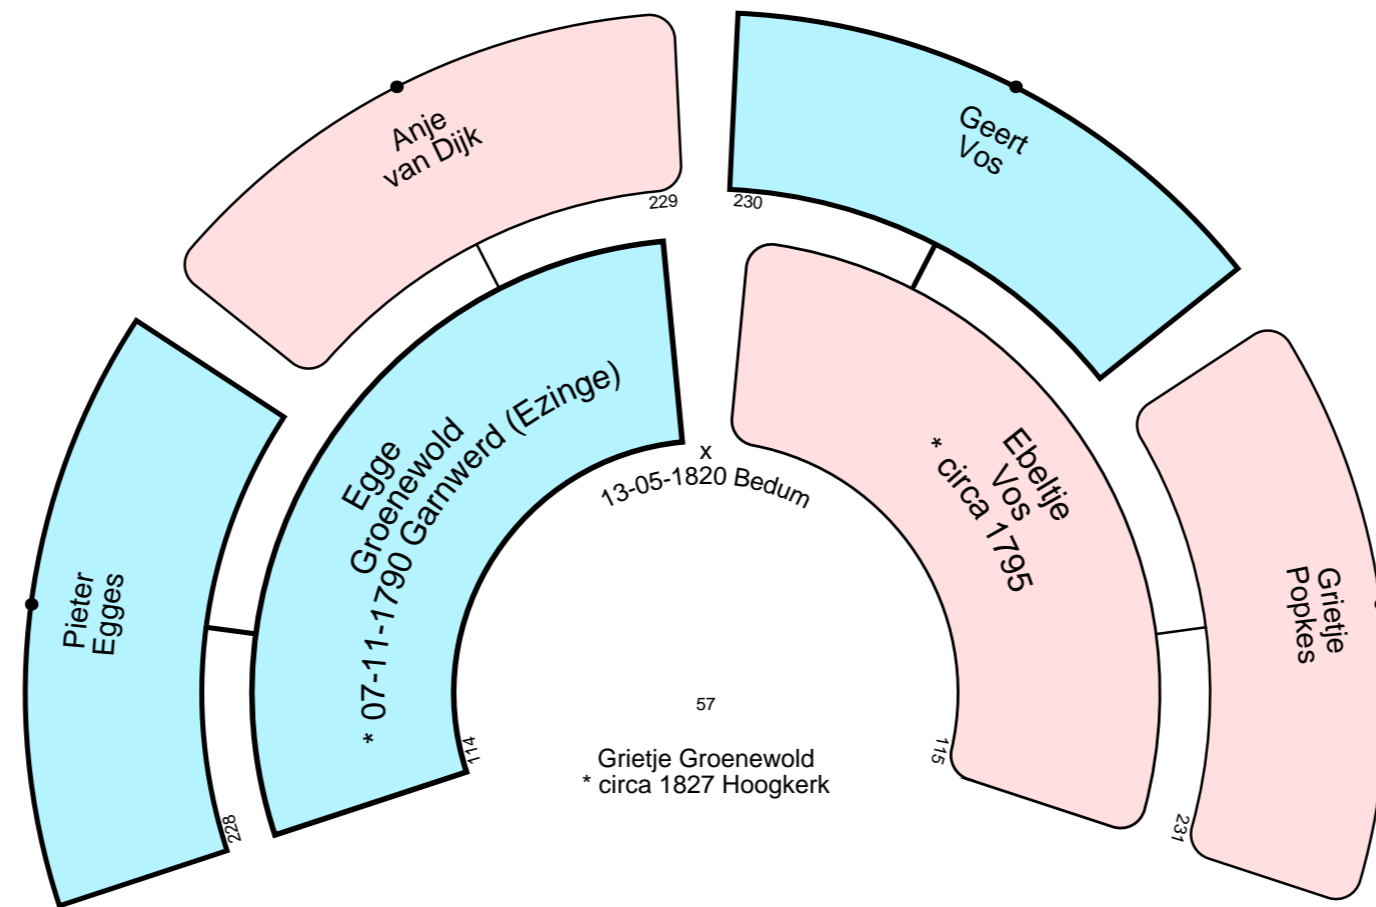 Anje
van Dijk
229
Geert
Vos
230
Pieter
Egges
228
Egge
Groenewold
* 07-11-1790 Garnwerd (Ezinge)
114
x
13-05-1820 Bedum
Ebeltje
Vos
* circa 1795
115
Grietje
Popkes
231
57
Grietje Groenewold
* circa 1827 Hoogkerk